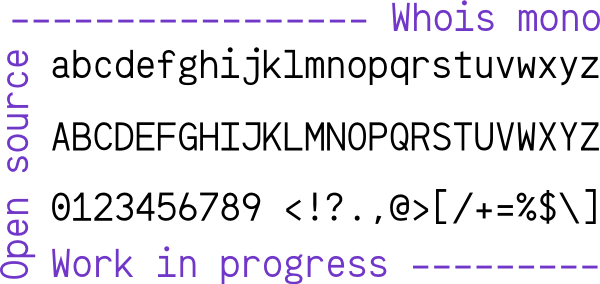 ----------------- Whois mono
Open source
abcdefghijklmnopqrstuvwxyz
ABCDEFGHIJKLMNOPQRSTUVWXYZ
0123456789 <!?.,@>[/+=%$\]
Work in progress ---------